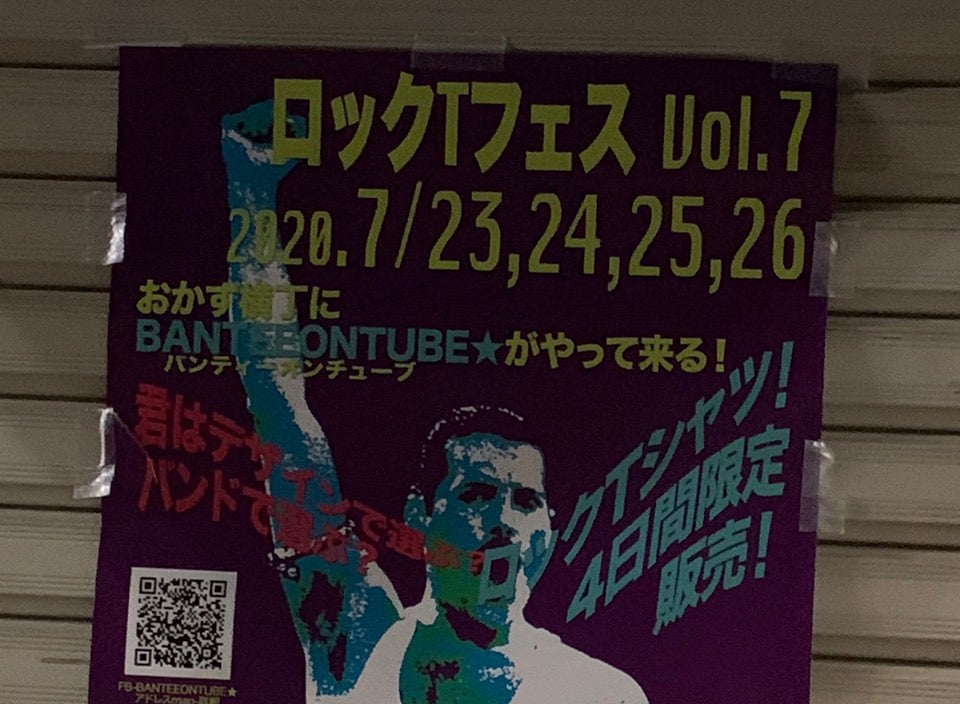 ロックTフェス Vol.7
2020.7/23,24,25,26
おかず横丁に
BANTEEONTUBE★がやって来る!
バンティーオンチューブ
君はデザインで選ぶ?
バンドで選ぶ?
ロックTイシャツ!
4日間限定
販売!
FB-BANTEEONTUBE★